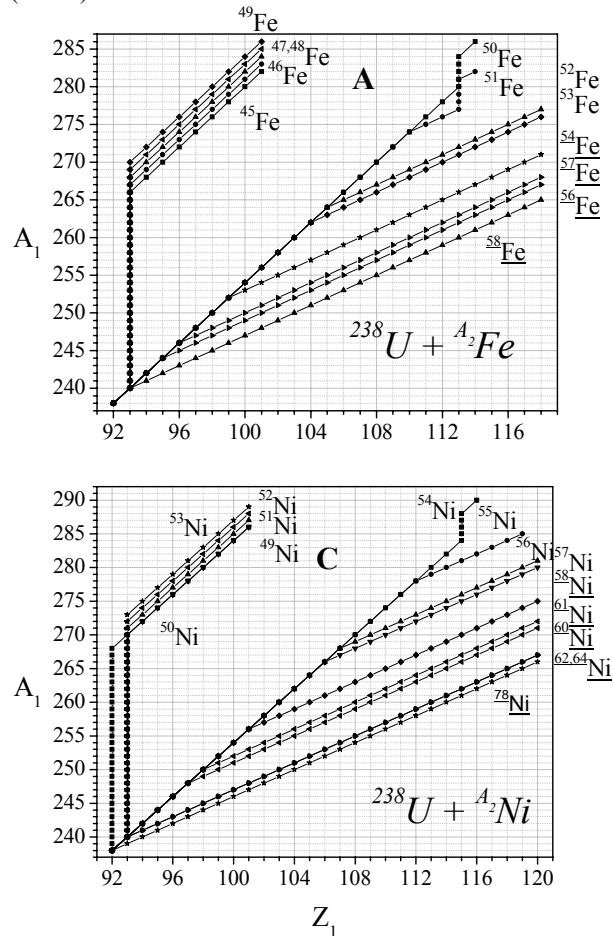 49Fe
47,48Fe
46Fe
45Fe
A
50Fe
51Fe
52Fe
53Fe
54Fe
57Fe
56Fe
58Fe
238U + A2Fe
A1
285
280
275
270
265
260
255
250
245
240
92 96 100 104 108 112 116
52Ni
53Ni
51Ni
49Ni
50Ni
C
54Ni
55Ni
56Ni
57Ni
58Ni
61Ni
60Ni
62,64Ni
78Ni
238U + A2Ni
A1
290
285
280
275
270
265
260
255
250
245
240
92 96 100 104 108 112 116 120
Z1